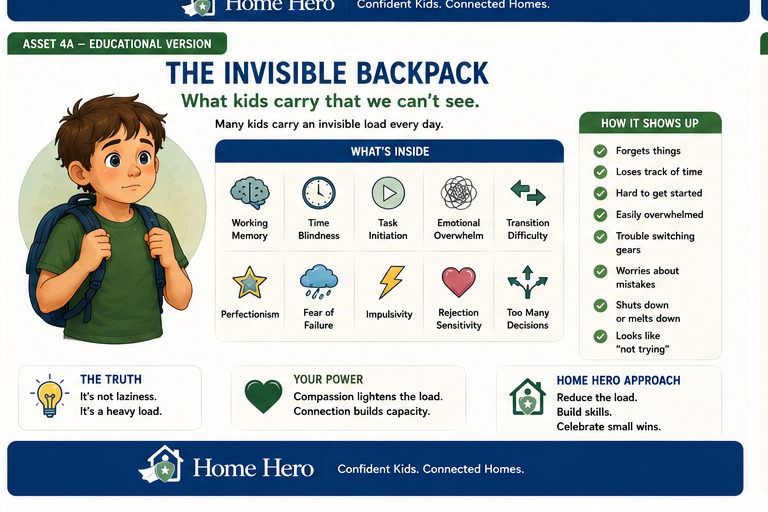 Home Hero
Confident Kids. Connected Homes.
ASSET 4A – EDUCATIONAL VERSION
THE INVISIBLE BACKPACK
What kids carry that we can't see.
Many kids carry an invisible load every day.
WHAT'S INSIDE
Working
Memory
Time
Blindness
Task
Initiation
Emotional
Overwhelm
Transition
Difficulty
Perfectionism
Fear of
Failure
Impulsivity
Rejection
Sensitivity
Too Many
Decisions
HOW IT SHOWS UP
Forgets things
Loses track of time
Hard to get started
Easily overwhelmed
Trouble switching
gears
Worries about
mistakes
Shuts down
or melts down
Looks like
"not trying"
THE TRUTH
It's not laziness.
It's a heavy load.
YOUR POWER
Compassion lightens the load.
Connection builds capacity.
HOME HERO APPROACH
Reduce the load.
Build skills.
Celebrate small wins.
Home Hero
Confident Kids. Connected Homes.